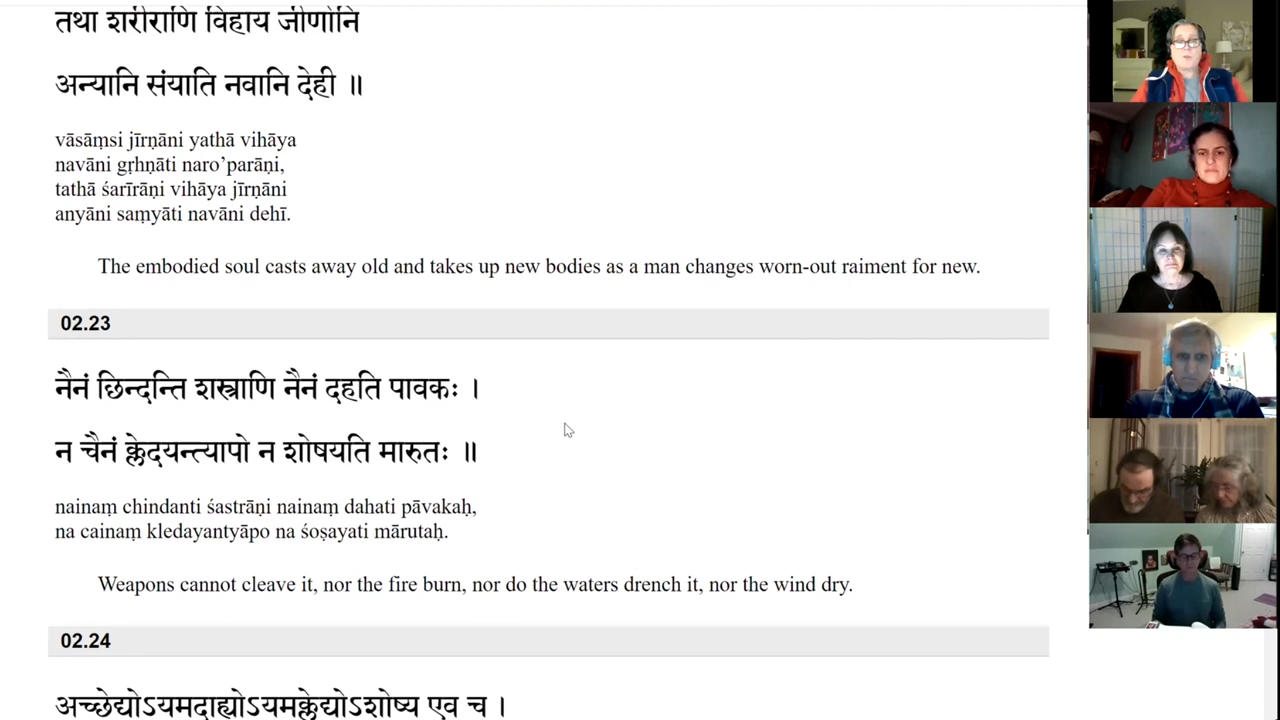 तथा शरीराणि विहाय जीर्णानि
अन्यानि संयाति नवानि देही ॥
vāsāṃsi jīrṇāni yathā vihāya
navāni gṛhṇāti naro’parāṇi,
tathā śarīrāṇi vihāya jīrṇāni
anyāni saṃyāti navāni dehī.
The embodied soul casts away old and takes up new bodies as a man changes worn-out raiment for new.
02.23
नैनं छिन्दन्ति शस्त्राणि नैनं दहति पावकः ।
न चैनं क्लेदयन्त्यापो न शोषयति मारुतः ॥
nainaṃ chindanti śastrāṇi nainaṃ dahati pāvakaḥ,
na cainaṃ kledayantyāpo na śoṣayati mārutaḥ.
Weapons cannot cleave it, nor the fire burn, nor do the waters drench it, nor the wind dry.
02.24
अच्छेद्योऽयमदाह्योऽयमक्लेद्योऽशोष्य एव च ।